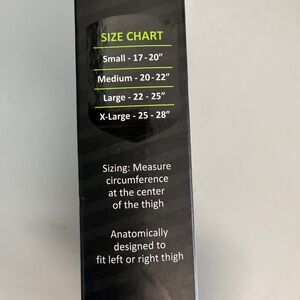 SIZE CHART
Small - 17 - 20"
Medium - 20 - 22"
Large - 22 - 25"
X-Large - 25 - 28"
Sizing: Measure
circumference
at the center
of the thigh
Anatomically
designed to
fit left or right thigh